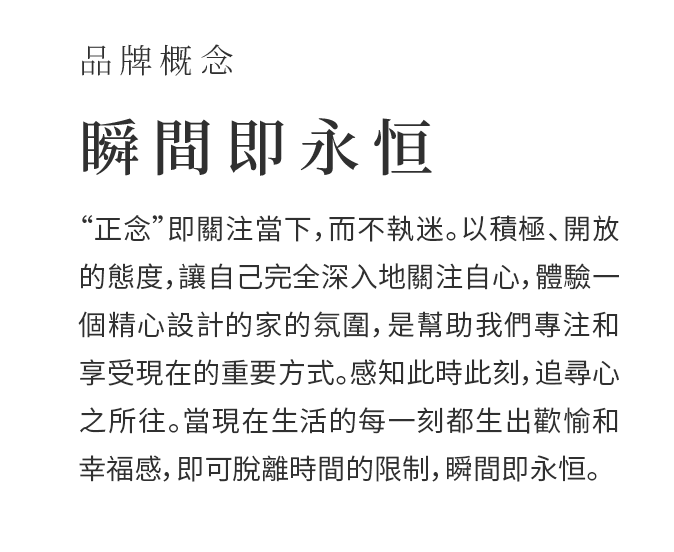 品牌概念
瞬間即永恒
“正念”即關注當下，而不執迷。以積極、開放
的態度，讓自己完全深入地關注自心，體驗一
個精心設計的家的氛圍，是幫助我們專注和
享受現在的重要方式。感知此時此刻，追尋心
之所往。當現在生活的每一刻都生出歡愉和
幸福感，即可脫離時間的限制，瞬間即永恒。